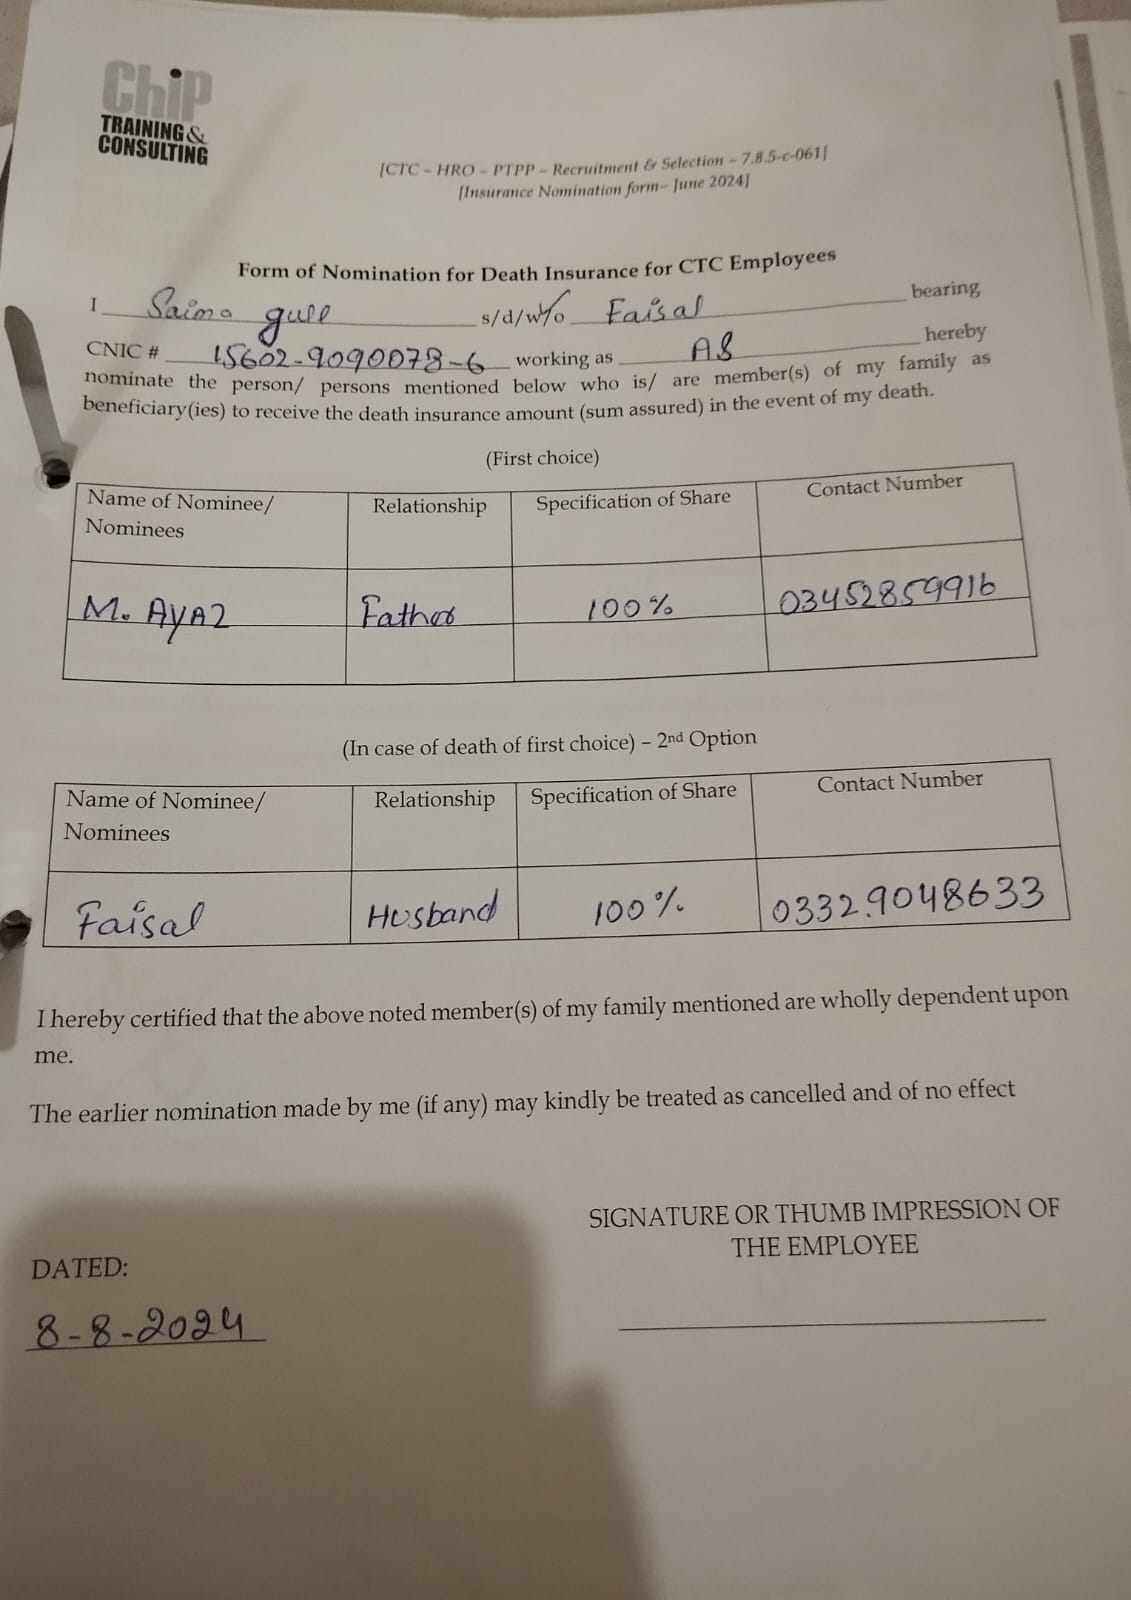 Chip
TRAINING &
CONSULTING
[CTC – HRO – PTPP – Recruitment & Selection – 7.8.5-c-061]
[Insurance Nomination form– June 2024]
Form of Nomination for Death Insurance for CTC Employees
I Saima gull s/d/w/o Faisal bearing
CNIC # 15602-9090078-6 working as AS hereby
nominate the person/ persons mentioned below who is/ are member(s) of my family as
beneficiary(ies) to receive the death insurance amount (sum assured) in the event of my death.
(First choice)
Name of Nominee/ Relationship Specification of Share Contact Number
Nominees
M. AYAZ Father 100% 03452859916
(In case of death of first choice) – 2nd Option
Name of Nominee/ Relationship Specification of Share Contact Number
Nominees
Faisal Husband 100% 0332.9048633
I hereby certified that the above noted member(s) of my family mentioned are wholly dependent upon
me.
The earlier nomination made by me (if any) may kindly be treated as cancelled and of no effect
SIGNATURE OR THUMB IMPRESSION OF
THE EMPLOYEE
DATED:
8-8-2024